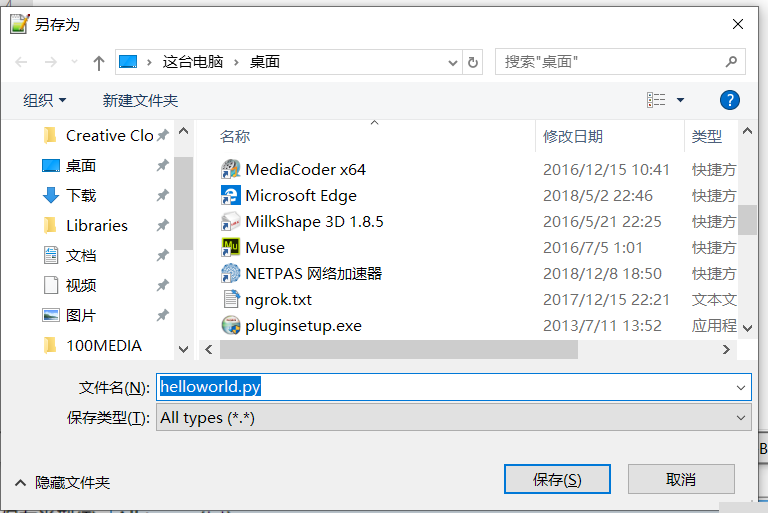 另存为
这台电脑 › 桌面
搜索"桌面"
组织 新建文件夹
?
名称 修改日期 类型
Creative Clo
桌面
下载
Libraries
文档
视频
图片
100MEDIA
MediaCoder x64 2016/12/15 10:41 快捷方
Microsoft Edge 2018/5/2 22:46 快捷方
MilkShape 3D 1.8.5 2016/5/21 22:25 快捷方
Mu Muse 2016/7/5 1:01 快捷方
NETPAS 网络加速器 2018/12/8 18:50 快捷方
ngrok.txt 2017/12/15 22:21 文本文
pluginsetup.exe 2013/7/11 13:52 应用程
文件名(N): helloworld.py
保存类型(T): All types (*.*)
隐藏文件夹 保存(S) 取消
B